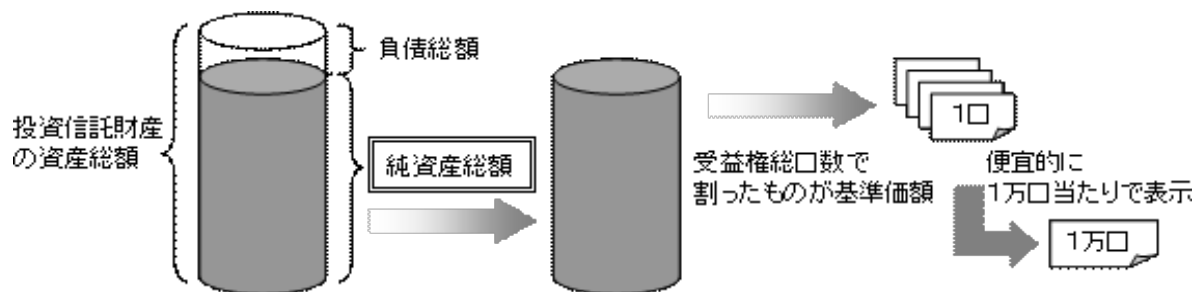 負債総額
投資信託財産
の資産総額
純資産総額
受益権総口数で
割ったものが基準価額
1口
便宜的に
1万口当たりで表示
1万口